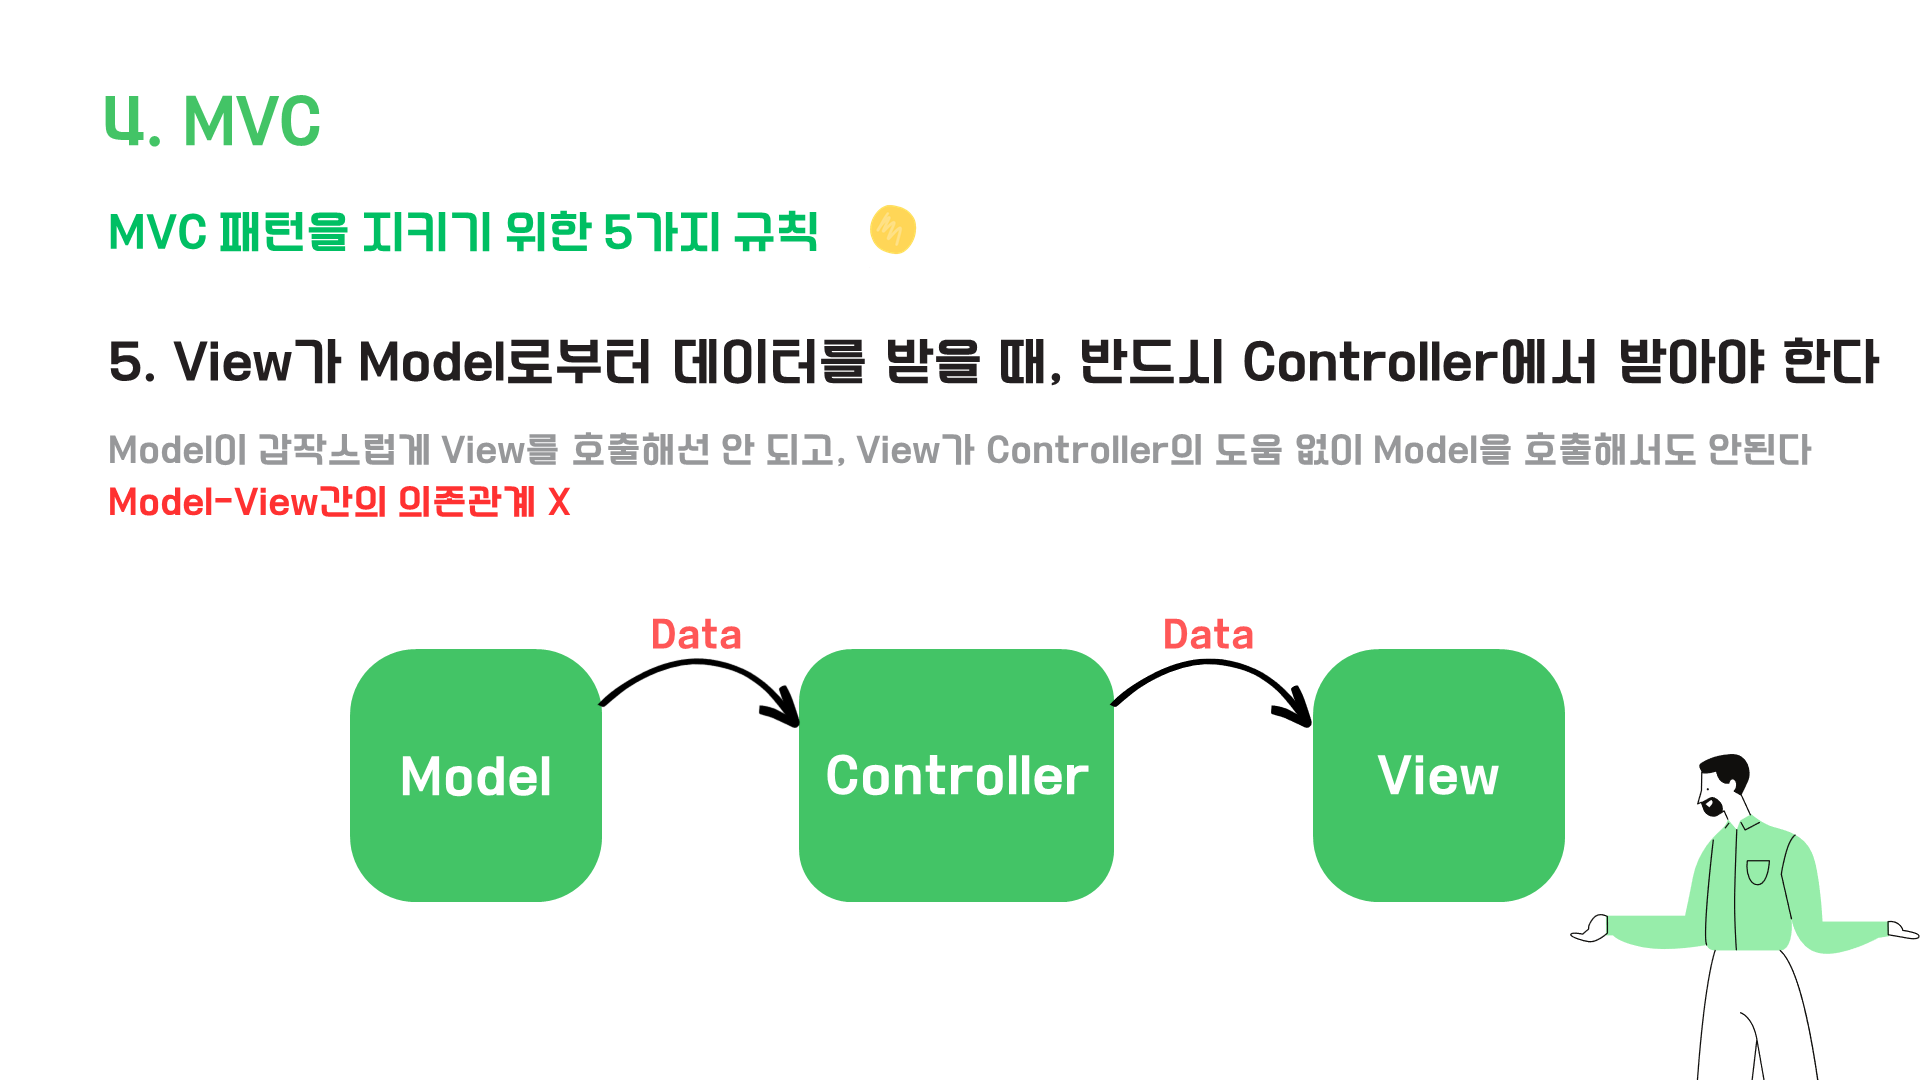 4. MVC
MVC 패턴을 지키기 위한 5가지 규칙
5. View가 Model로부터 데이터를 받을 때, 반드시 Controller에서 받아야 한다
Model이 갑작스럽게 View를 호출해선 안 되고, View가 Controller의 도움 없이 Model을 호출해서도 안된다
Model-View간의 의존관계 X
Data
Data
Model
Controller
View